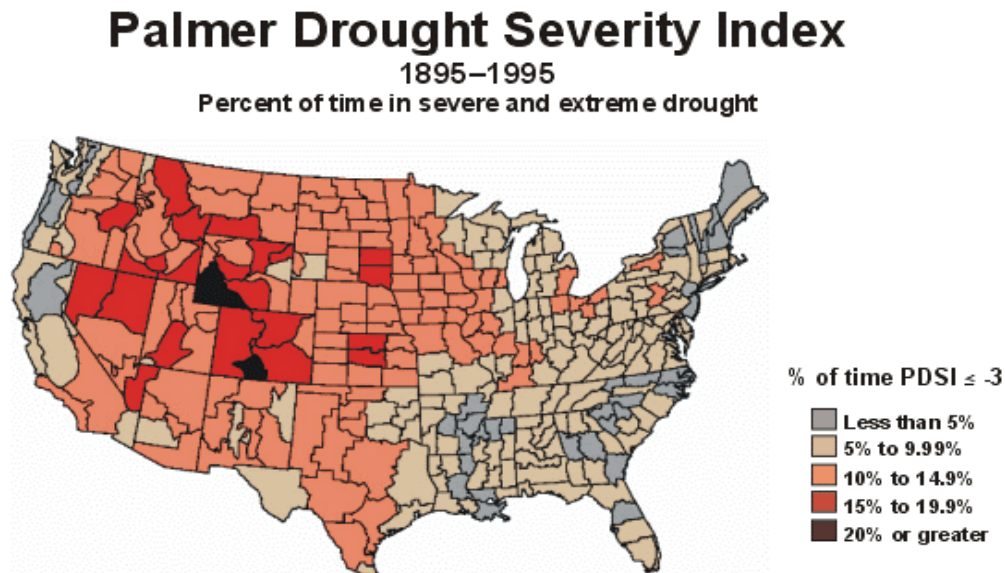 Palmer Drought Severity Index
1895–1995
Percent of time in severe and extreme drought
% of time PDSI ≤ -3
Less than 5%
5% to 9.99%
10% to 14.9%
15% to 19.9%
20% or greater